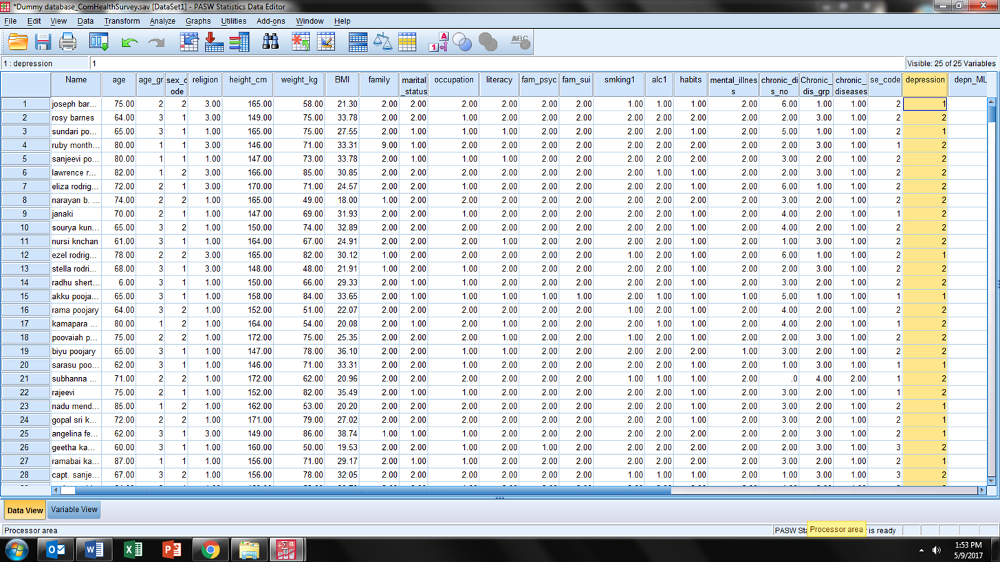 *Dummy database_ComHealthSurvey.sav [DataSet1] - PASW Statistics Data Editor
File Edit View Data Transform Analyze Graphs Utilities Add-ons Window Help
1 : depression 1 Visible: 25 of 25 Variables
Name age age_gr sex_code religion height_cm weight_kg BMI family marital_status occupation literacy fam_psyc fam_sui smking1 alc1 habits mental_illness chronic_dis_no Chronic_dis_grp chronic_diseases se_code depression depn_ML
1 joseph bar... 75.00 2 2 3.00 165.00 58.00 21.30 2.00 2.00 2.00 2.00 2.00 2.00 1.00 1.00 1.00 2.00 6.00 1.00 1.00 2 1
2 rosy barnes 64.00 3 1 3.00 149.00 75.00 33.78 2.00 2.00 1.00 2.00 2.00 2.00 2.00 2.00 2.00 2.00 2.00 3.00 1.00 2 2
3 sundari po... 65.00 3 1 1.00 165.00 75.00 27.55 2.00 2.00 1.00 1.00 2.00 2.00 2.00 2.00 1.00 2.00 5.00 1.00 1.00 2 1
4 ruby month... 80.00 1 1 3.00 146.00 71.00 33.31 9.00 1.00 2.00 2.00 2.00 2.00 2.00 2.00 2.00 2.00 2.00 3.00 1.00 1 2
5 sanjeevi po... 80.00 1 1 1.00 147.00 73.00 33.78 2.00 1.00 1.00 1.00 2.00 2.00 2.00 2.00 2.00 2.00 3.00 2.00 1.00 2 2
6 lawrence r... 82.00 1 2 3.00 166.00 85.00 30.85 2.00 2.00 2.00 2.00 2.00 2.00 2.00 1.00 2.00 2.00 2.00 3.00 1.00 2 2
7 eliza rodrig... 72.00 2 1 3.00 170.00 71.00 24.57 2.00 2.00 1.00 2.00 2.00 2.00 2.00 2.00 2.00 2.00 6.00 1.00 1.00 2 2
8 narayan b. ... 74.00 2 2 1.00 165.00 49.00 18.00 1.00 2.00 2.00 2.00 2.00 2.00 2.00 2.00 1.00 2.00 3.00 2.00 1.00 2 2
9 janaki 70.00 2 1 1.00 147.00 69.00 31.93 2.00 2.00 2.00 2.00 2.00 2.00 2.00 2.00 1.00 2.00 4.00 2.00 1.00 1 2
10 sourya kun... 65.00 3 2 1.00 150.00 74.00 32.89 2.00 2.00 2.00 2.00 2.00 2.00 2.00 2.00 1.00 2.00 4.00 2.00 1.00 2 2
11 nursi knchan 61.00 3 1 1.00 164.00 67.00 24.91 2.00 2.00 2.00 1.00 2.00 2.00 2.00 2.00 1.00 2.00 1.00 3.00 1.00 2 2
12 ezel rodrig... 78.00 2 2 3.00 165.00 82.00 30.12 1.00 2.00 2.00 2.00 2.00 2.00 2.00 2.00 1.00 2.00 6.00 1.00 1.00 2 1
13 stella rodri... 68.00 3 1 3.00 148.00 48.00 21.91 1.00 2.00 1.00 2.00 2.00 2.00 2.00 2.00 2.00 2.00 2.00 3.00 1.00 2 2
14 radhu shert... 6.00 3 1 1.00 150.00 66.00 29.33 2.00 1.00 1.00 2.00 2.00 2.00 2.00 2.00 1.00 2.00 3.00 2.00 1.00 2 2
15 akku pooja... 65.00 3 1 1.00 158.00 84.00 33.65 2.00 1.00 1.00 1.00 1.00 1.00 2.00 1.00 1.00 1.00 5.00 1.00 1.00 3 2
16 rama poojary 64.00 3 2 1.00 152.00 51.00 22.07 2.00 2.00 2.00 2.00 2.00 2.00 1.00 2.00 1.00 2.00 4.00 2.00 1.00 2 2
17 kamapara ... 80.00 1 2 1.00 164.00 54.00 20.08 1.00 1.00 2.00 1.00 2.00 2.00 2.00 1.00 1.00 2.00 4.00 2.00 1.00 2 2
18 poovaiah p... 75.00 2 2 1.00 172.00 75.00 25.35 2.00 2.00 2.00 1.00 2.00 2.00 1.00 2.00 1.00 2.00 2.00 3.00 1.00 2 2
19 biyu poojary 65.00 3 1 1.00 147.00 78.00 36.10 2.00 1.00 1.00 1.00 2.00 2.00 2.00 2.00 1.00 1.00 3.00 2.00 1.00 2 2
20 sarasu poo... 62.00 3 1 1.00 146.00 71.00 33.31 2.00 2.00 1.00 2.00 2.00 2.00 2.00 2.00 1.00 2.00 1.00 3.00 1.00 1 1
21 subhanna ... 71.00 2 2 1.00 172.00 62.00 20.96 2.00 2.00 2.00 2.00 2.00 2.00 1.00 1.00 1.00 2.00 .0 4.00 2.00 1 2
22 rajeevi 75.00 2 1 1.00 152.00 82.00 35.49 2.00 1.00 1.00 2.00 2.00 2.00 2.00 2.00 1.00 2.00 3.00 2.00 1.00 1 2
23 nadu mend... 85.00 1 2 1.00 162.00 53.00 20.20 1.00 2.00 2.00 2.00 2.00 2.00 2.00 2.00 2.00 2.00 3.00 2.00 1.00 2 1
24 gopal sri k... 72.00 2 2 1.00 171.00 79.00 27.02 2.00 2.00 2.00 2.00 2.00 2.00 2.00 2.00 2.00 2.00 3.00 2.00 1.00 2 1
25 angelina fe... 62.00 3 1 3.00 149.00 86.00 38.74 1.00 1.00 1.00 2.00 2.00 2.00 2.00 2.00 2.00 2.00 2.00 3.00 1.00 2 1
26 geetha ka... 60.00 3 1 1.00 160.00 50.00 19.53 2.00 2.00 1.00 2.00 1.00 2.00 2.00 2.00 2.00 2.00 2.00 3.00 1.00 3 2
27 ramabai ka... 87.00 1 1 1.00 156.00 71.00 29.17 2.00 1.00 1.00 2.00 2.00 2.00 2.00 2.00 2.00 2.00 3.00 2.00 1.00 2 1
28 capt. sanje... 67.00 3 2 1.00 156.00 78.00 32.05 2.00 2.00 2.00 2.00 2.00 2.00 1.00 1.00 1.00 2.00 1.00 3.00 1.00 3 2
Data View Variable View
Processor area PASW Sta Processor area r is ready
1:53 PM
5/9/2017